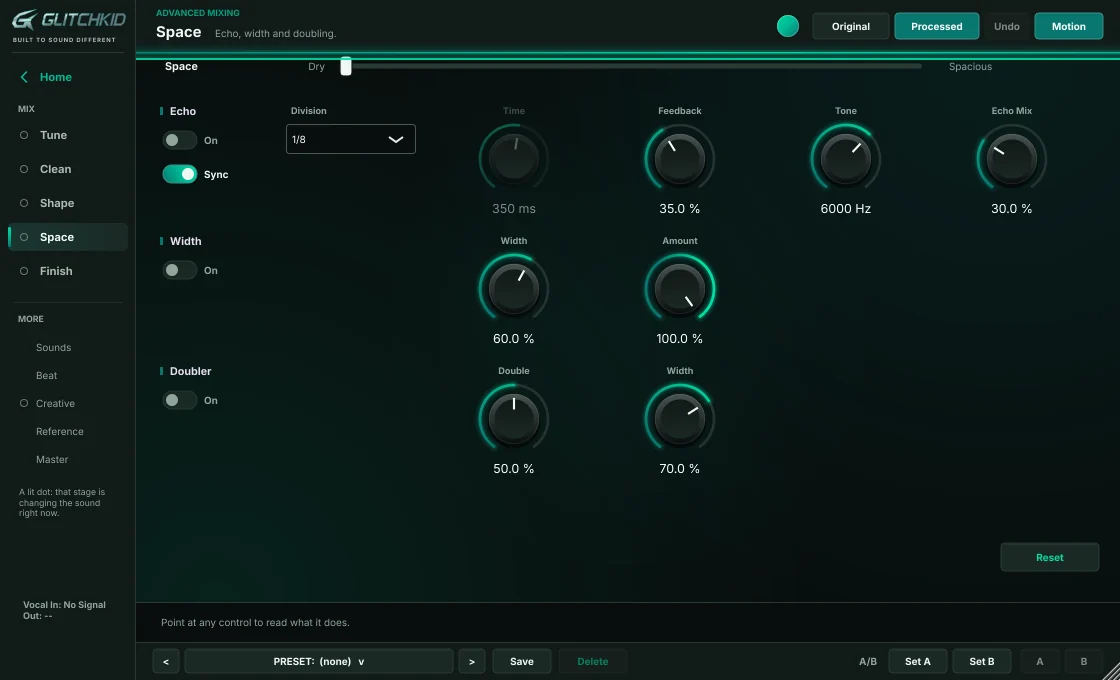 GLITCHKID
BUILT TO SOUND DIFFERENT
Home
MIX
Tune
Clean
Shape
Space
Finish
MORE
Sounds
Beat
Creative
Reference
Master
A lit dot: that stage is
changing the sound
right now.
Vocal In: No Signal
Out: --
ADVANCED MIXING
Space Echo, width and doubling.
Original Processed Undo Motion
Space Dry Spacious
Echo Division Time Feedback Tone Echo Mix
On 1/8
Sync
350 ms 35.0 % 6000 Hz 30.0 %
Width Width Amount
On
60.0 % 100.0 %
Doubler Double Width
On
50.0 % 70.0 %
Reset
Point at any control to read what it does.
< PRESET: (none) v > Save Delete A/B Set A Set B A B